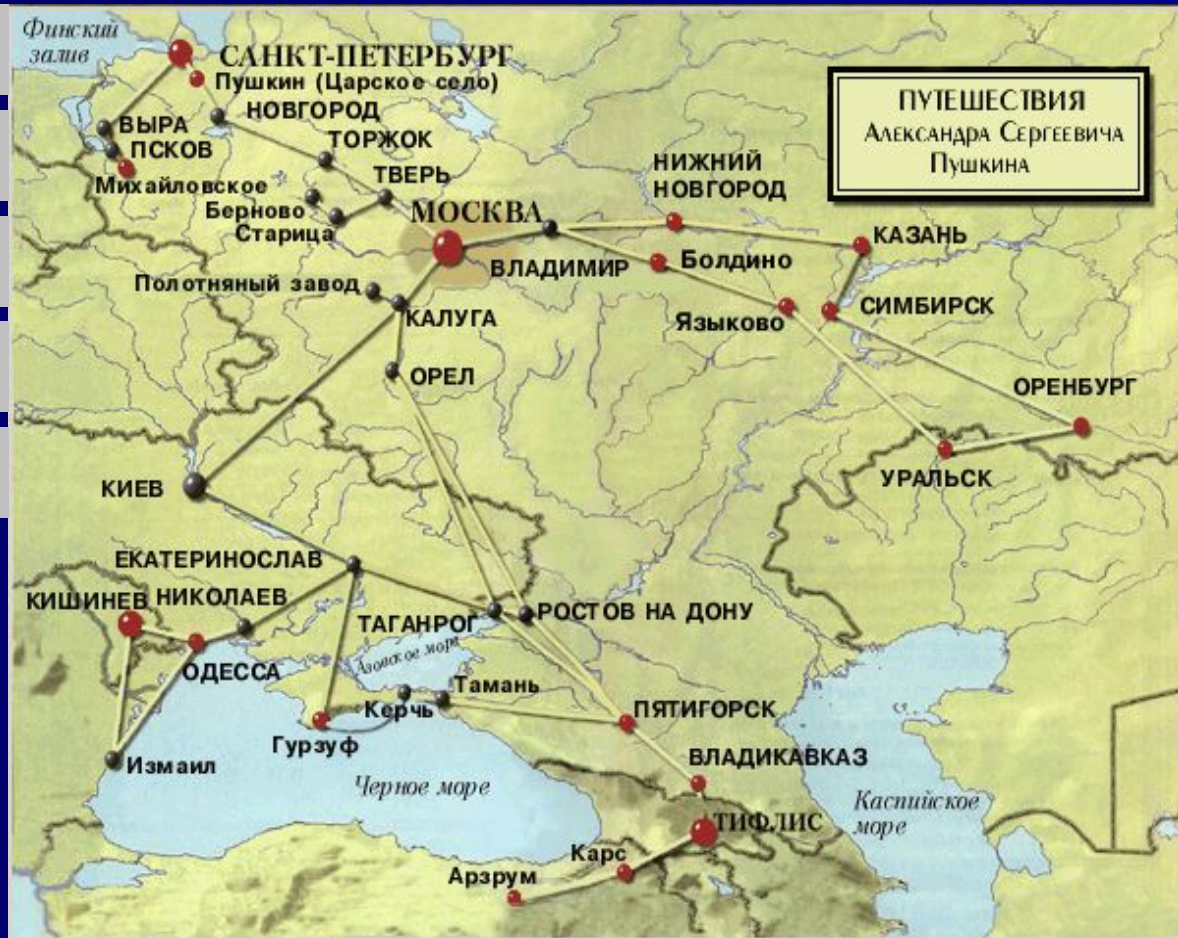 Финский
залив
САНКТ-ПЕТЕРБУРГ
Пушкин (Царское село)
ПУТЕШЕСТВИЯ
Александра Сергеевича
Пушкина
НОВГОРОД
ВЫРА
ТОРЖОК
ПСКОВ
НИЖНИЙ
НОВГОРОД
ТВЕРЬ
Михайловское
Берново
МОСКВА
Старица
КАЗАНЬ
ВЛАДИМИР
Болдино
Полотняный завод
СИМБИРСК
КАЛУГА
Языково
ОРЕЛ
ОРЕНБУРГ
УРАЛЬСК
КИЕВ
ЕКАТЕРИНОСЛАВ
КИШИНЕВ
НИКОЛАЕВ
ТАГАНРОГ
РОСТОВ НА ДОНУ
Азовское море
ОДЕССА
Тамань
Керчь
ПЯТИГОРСК
Гурзуф
ВЛАДИКАВКАЗ
Измаил
Черное море
Каспийское
море
ТИФЛИС
Карс
Арзрум